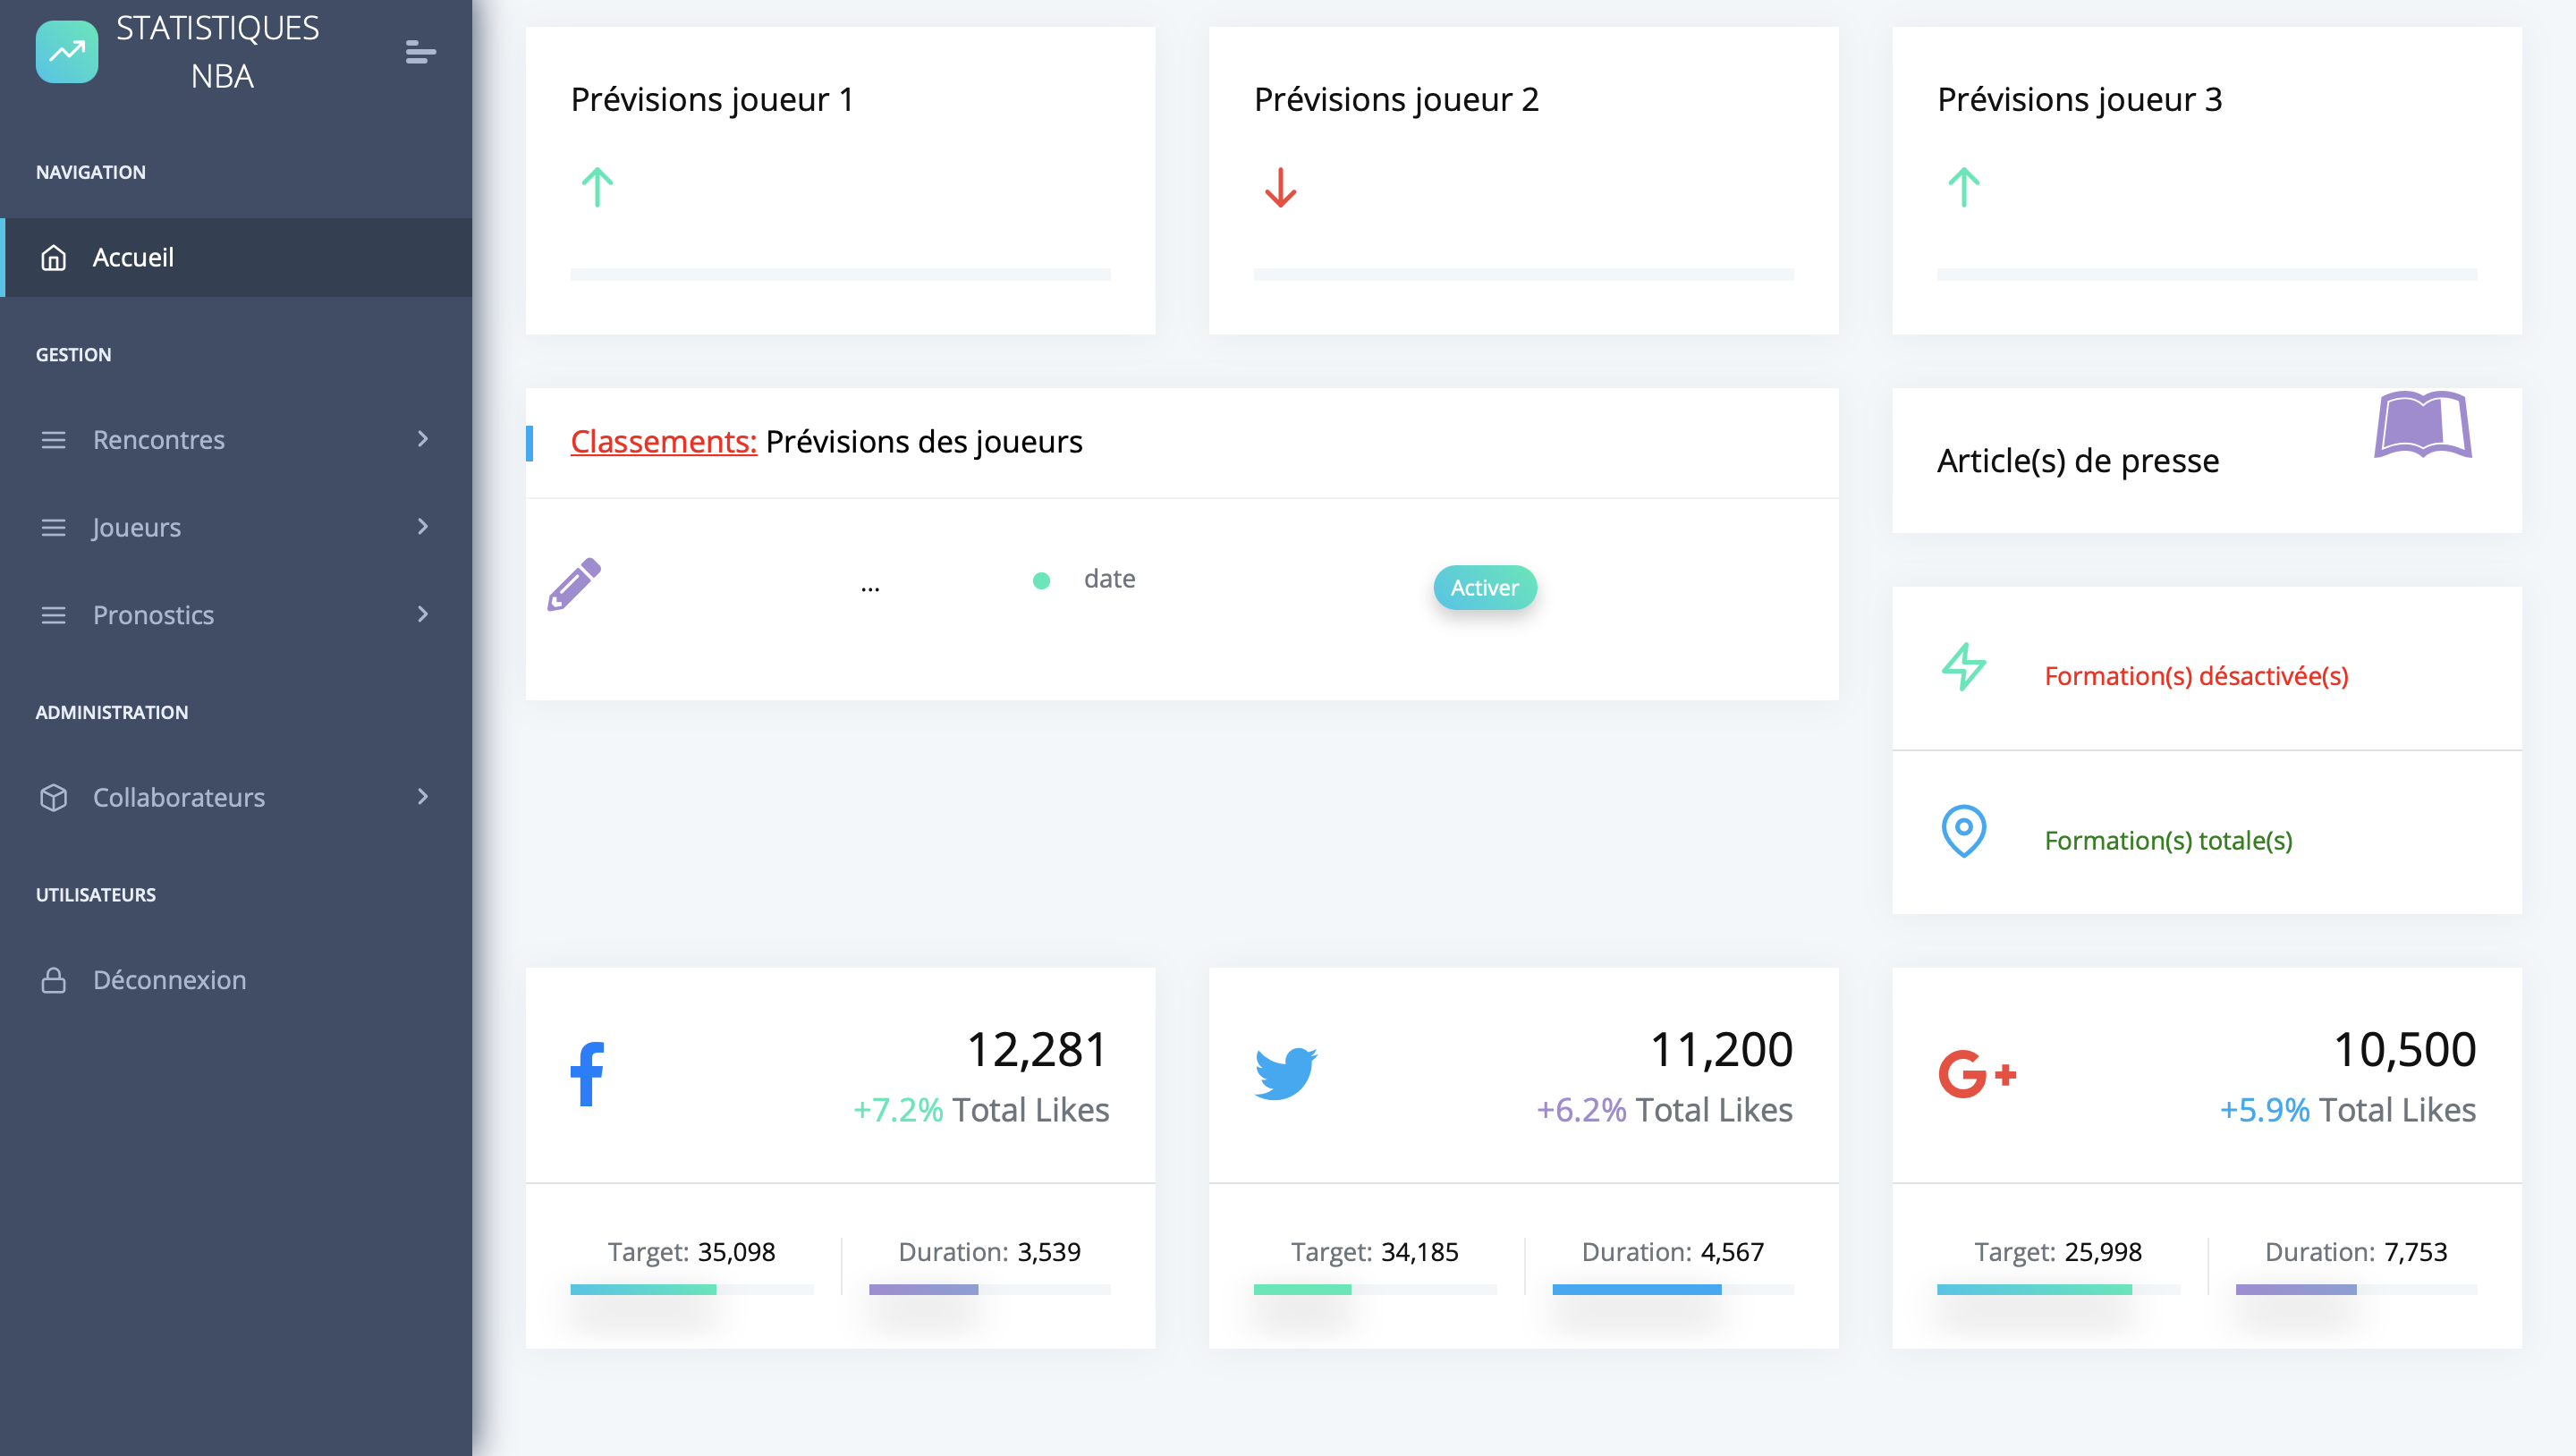 STATISTIQUES
NBA
NAVIGATION
Accueil
GESTION
Rencontres
Joueurs
Pronostics
ADMINISTRATION
Collaborateurs
UTILISATEURS
Déconnexion
Prévisions joueur 1
Prévisions joueur 2
Prévisions joueur 3
Classements: Prévisions des joueurs
... date Activer
Article(s) de presse
Formation(s) désactivée(s)
Formation(s) totale(s)
12,281
+7.2% Total Likes
Target: 35,098 Duration: 3,539
11,200
+6.2% Total Likes
Target: 34,185 Duration: 4,567
G+
10,500
+5.9% Total Likes
Target: 25,998 Duration: 7,753